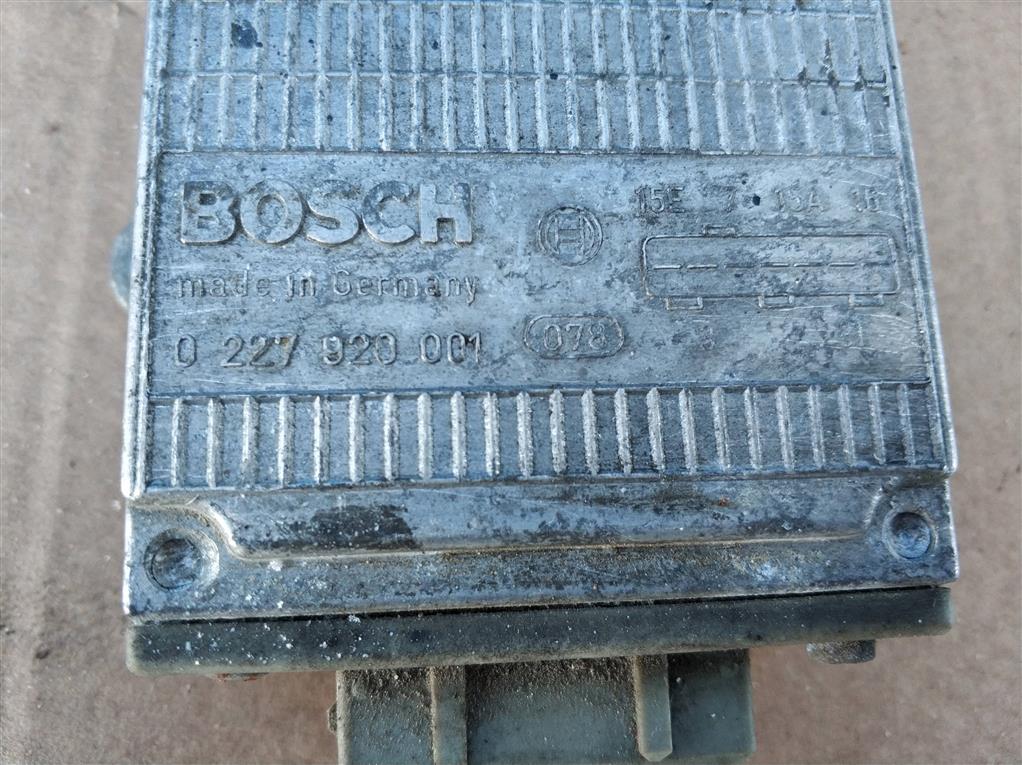 BOSCH
made in Germany
0 227 920 001
078
15E 7 15A 16